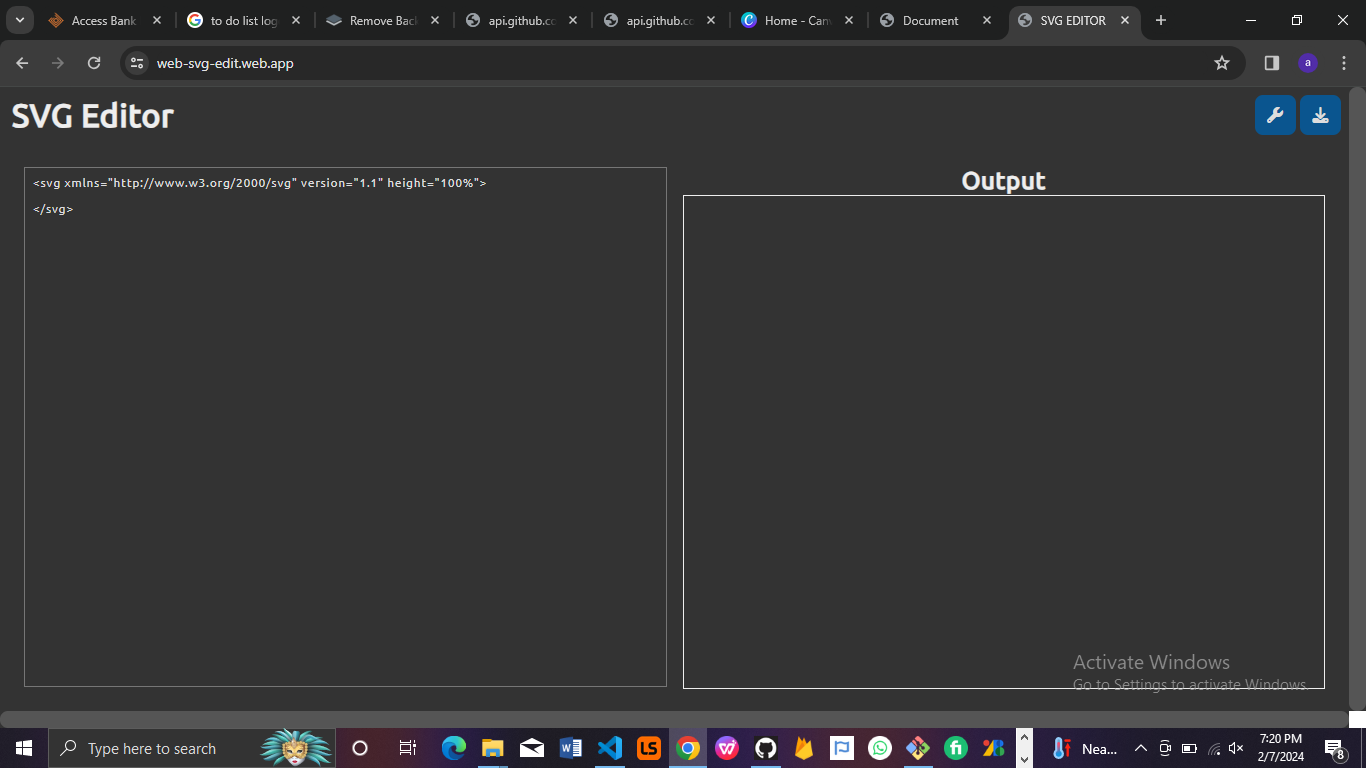 Access Bank
to do list log
Remove Bac
api.github.co
api.github.co
Home - Can
Document
SVG EDITOR
web-svg-edit.web.app
a
SVG Editor
<svg xmlns="http://www.w3.org/2000/svg" version="1.1" height="100%">
</svg>
Output
Activate Windows
Go to Settings to activate Windows.
Type here to search
LS
Nea...
7:20 PM
2/7/2024
8